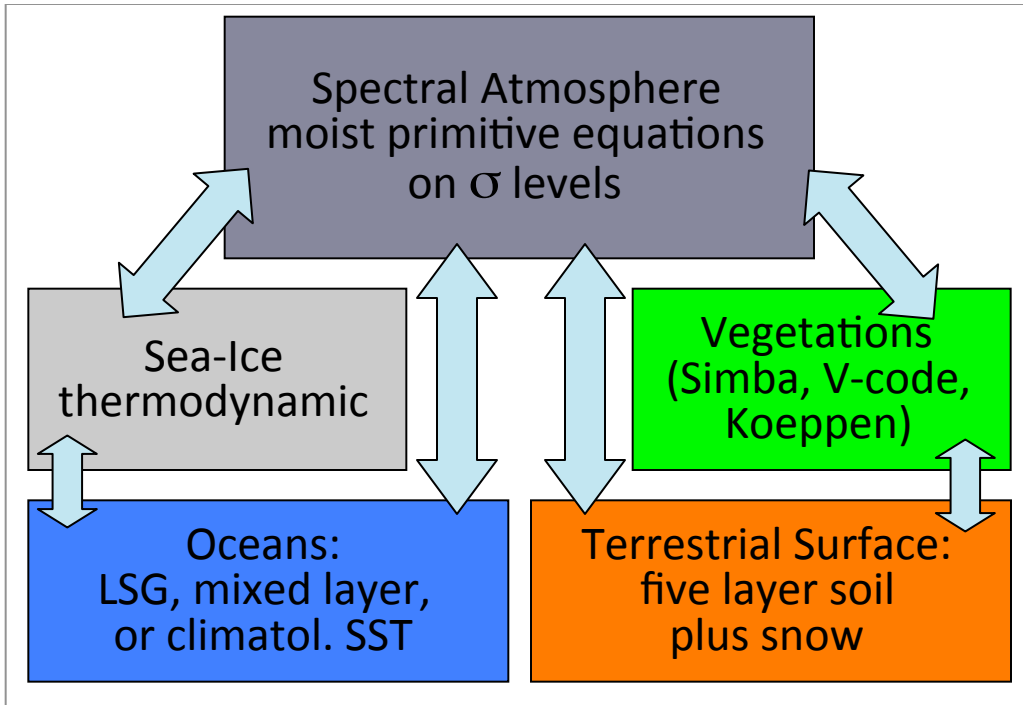 Spectral Atmosphere
moist primitive equations
on σ levels
Sea-Ice
thermodynamic
Vegetations
(Simba, V-code,
Koeppen)
Oceans:
LSG, mixed layer,
or climatol. SST
Terrestrial Surface:
five layer soil
plus snow